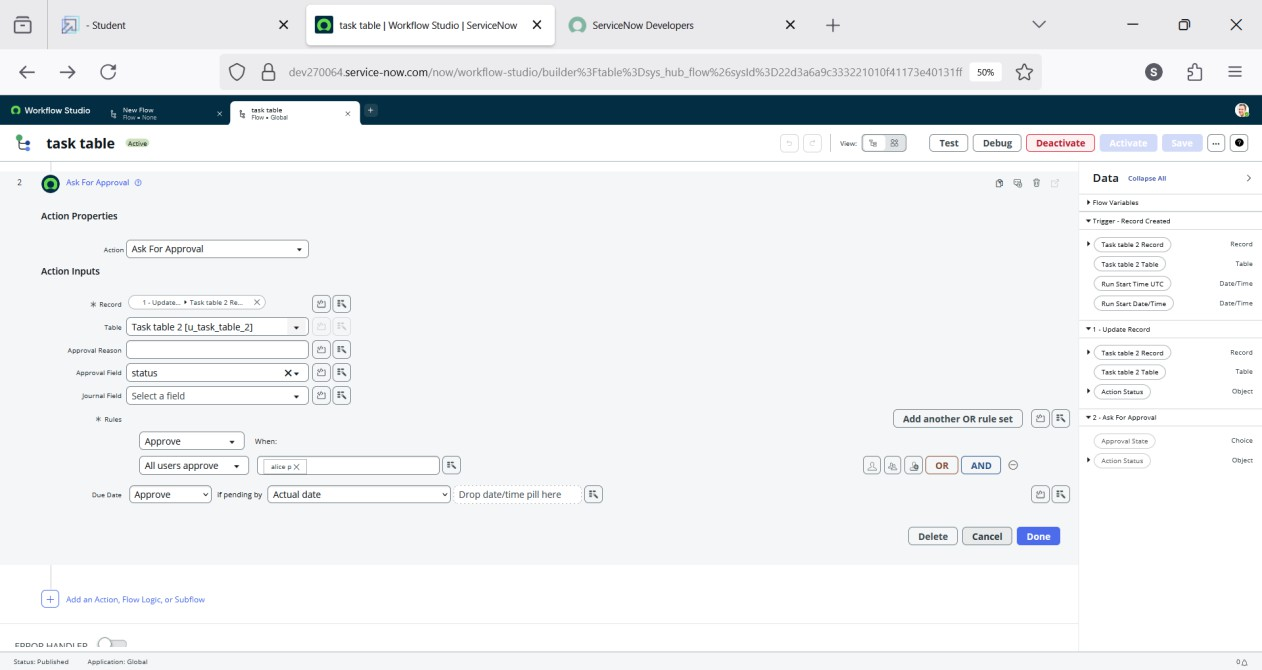 - Student
task table | Workflow Studio | ServiceNow
ServiceNow Developers
dev270064.service-now.com/now/workflow-studio/builder%3Ftable%3Dsys_hub_flow%26sysId%3D22d3a6a9c333221010f41173e40131ff
50%
S
Workflow Studio
New Flow
Flow • None
task table
Flow • Global
task table
Active
View:
Test
Debug
Deactivate
Activate
Save
2
Ask For Approval
Action Properties
Action
Ask For Approval
Action Inputs
* Record
1 - Update... ▸ Task table 2 Re...
Table
Task table 2 [u_task_table_2]
Approval Reason
Approval Field
status
Journal Field
Select a field
* Rules
Add another OR rule set
Approve
When:
All users approve
alice p
OR
AND
Due Date
Approve
if pending by
Actual date
Drop date/time pill here
Delete
Cancel
Done
Add an Action, Flow Logic, or Subflow
ERROR HANDLER
Status: Published
Application: Global
Data
Collapse All
Flow Variables
Trigger - Record Created
Task table 2 Record
Record
Task table 2 Table
Table
Run Start Time UTC
Date/Time
Run Start Date/Time
Date/Time
1 - Update Record
Task table 2 Record
Record
Task table 2 Table
Table
Action Status
Object
2 - Ask For Approval
Approval State
Choice
Action Status
Object
0